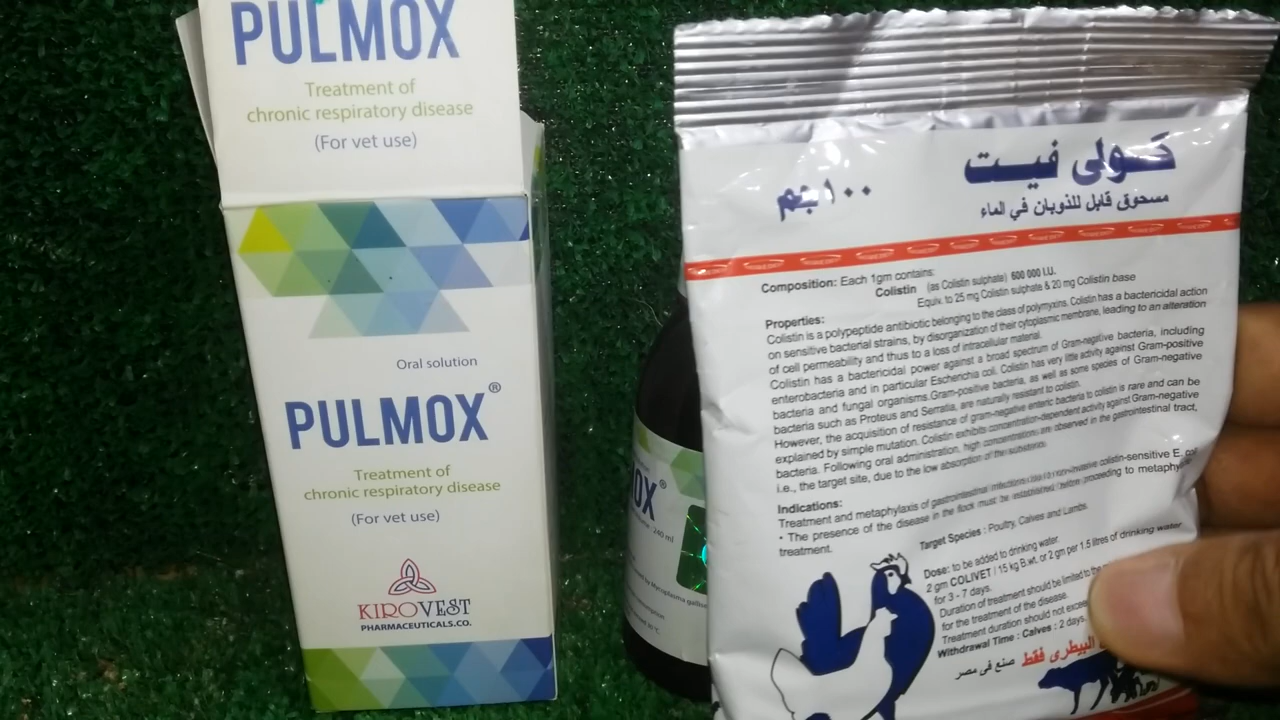 PULMOX
Treatment of
chronic respiratory disease
(For vet use)
Oral solution
PULMOX®
Treatment of
chronic respiratory disease
(For vet use)
KIROVEST
PHARMACEUTICALS.CO.
OX®
240 ml
by Mycoplasma
كولى فيت
١٠٠ جم
مسحوق قابل للذوبان في الماء
Composition: Each 1gm contains:
Colistin (as Colistin sulphate) 600 000 I.U.
Equiv. to 25 mg Colistin sulphate & 20 mg Colistin base
Properties:
Colistin is a polypeptide antibiotic belonging to the class of polymyxins. Colistin has a bactericidal action
on sensitive bacterial strains, by disorganization of their cytoplasmic membrane, leading to an alteration
of cell permeability and thus to a loss of intracellular material.
Colistin has a bactericidal power against a broad spectrum of Gram-negative bacteria, including
enterobacteria and in particular Escherichia coli. Colistin has very little activity against Gram-positive
bacteria and fungal organisms.Gram-positive bacteria, as well as some species of Gram-negative
bacteria such as Proteus and Serratia, are naturally resistant to colistin.
However, the acquisition of resistance of gram-negative enteric bacteria to colistin is rare and can be
explained by simple mutation. Colistin exhibits concentration-dependent activity against Gram-negative
bacteria. Following oral administration, high concentrations are observed in the gastrointestinal tract,
i.e., the target site, due to the low absorption of the substance.
Indications:
Treatment and metaphylaxis of gastrointestinal infections non-invasive colistin-sensitive E. coli
• The presence of the disease in the flock must be established before proceeding to metaphylactic
treatment.
Target Species : Poultry, Calves and Lambs.
Dose: to be added to drinking water.
2 gm COLIVET / 15 kg B.wt. or 2 gm per 1.5 litres of drinking water
for 3 - 7 days.
Duration of treatment should be limited to the
for the treatment of the disease.
Treatment duration should not exceed
Withdrawal Time : Calves : 2 days.
البيطرى فقط
صنع فى مصر